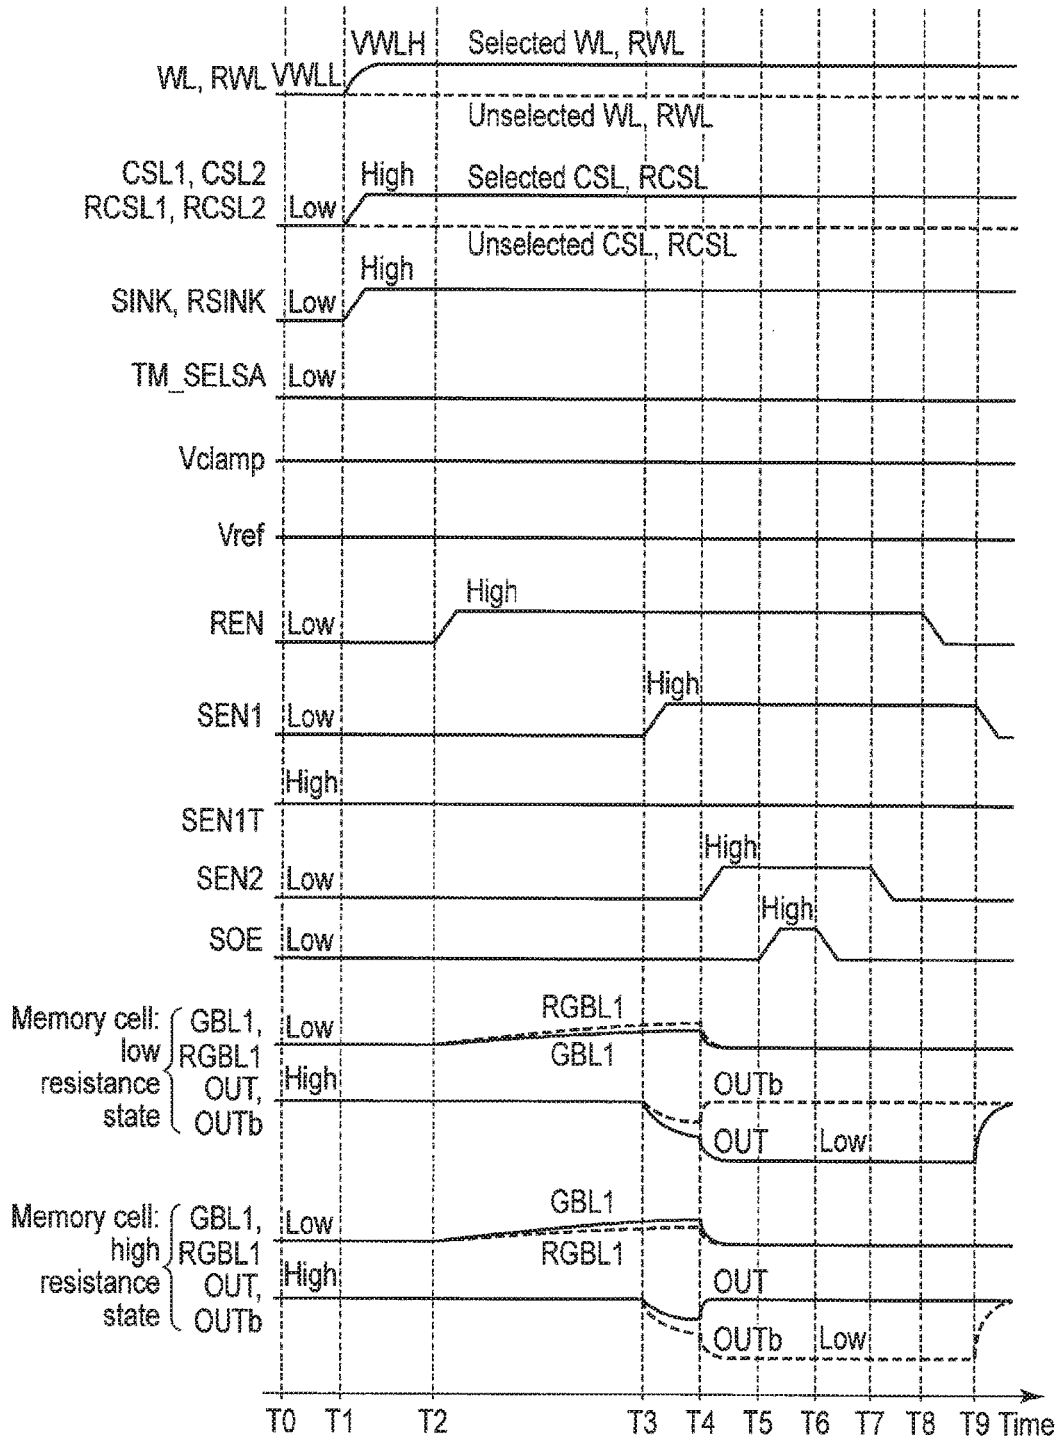 VWLH Selected WL, RWL
WL, RWL VWLL
Unselected WL, RWL
CSL1, CSL2 High Selected CSL, RCSL
RCSL1, RCSL2 Low
Unselected CSL, RCSL
High
SINK, RSINK Low
TM_SELSA Low
Vclamp
Vref
High
REN Low
High
SEN1 Low
High
SEN1T
High
SEN2 Low
High
SOE Low
RGBL1
Memory cell: GBL1, Low
low RGBL1 GBL1
resistance OUT, High OUTb
state OUTb OUT Low
GBL1
Memory cell: GBL1, Low
high RGBL1 RGBL1
resistance OUT, High OUT
state OUTb OUTb Low
T0 T1 T2 T3 T4 T5 T6 T7 T8 T9 Time